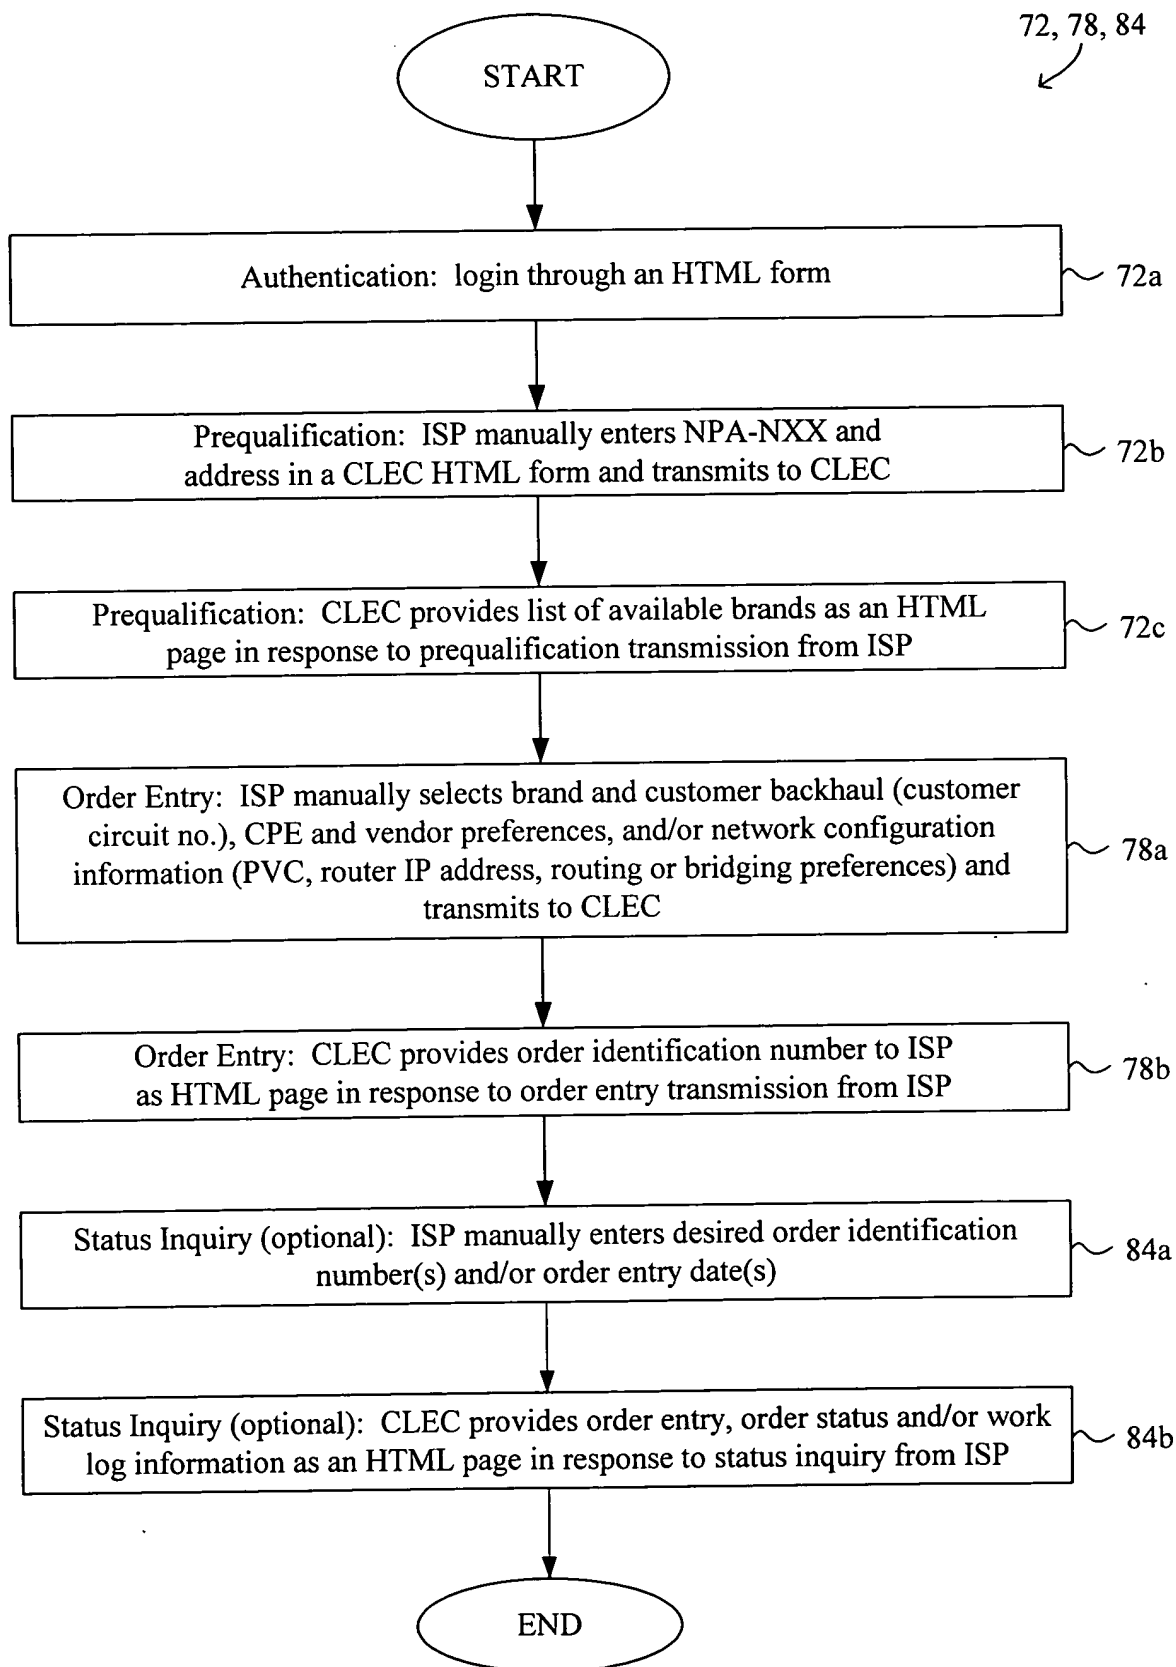 72, 78, 84
START
Authentication: login through an HTML form
72a
Prequalification: ISP manually enters NPA-NXX and
address in a CLEC HTML form and transmits to CLEC
72b
Prequalification: CLEC provides list of available brands as an HTML
page in response to prequalification transmission from ISP
72c
Order Entry: ISP manually selects brand and customer backhaul (customer
circuit no.), CPE and vendor preferences, and/or network configuration
information (PVC, router IP address, routing or bridging preferences) and
transmits to CLEC
78a
Order Entry: CLEC provides order identification number to ISP
as HTML page in response to order entry transmission from ISP
78b
Status Inquiry (optional): ISP manually enters desired order identification
number(s) and/or order entry date(s)
84a
Status Inquiry (optional): CLEC provides order entry, order status and/or work
log information as an HTML page in response to status inquiry from ISP
84b
END